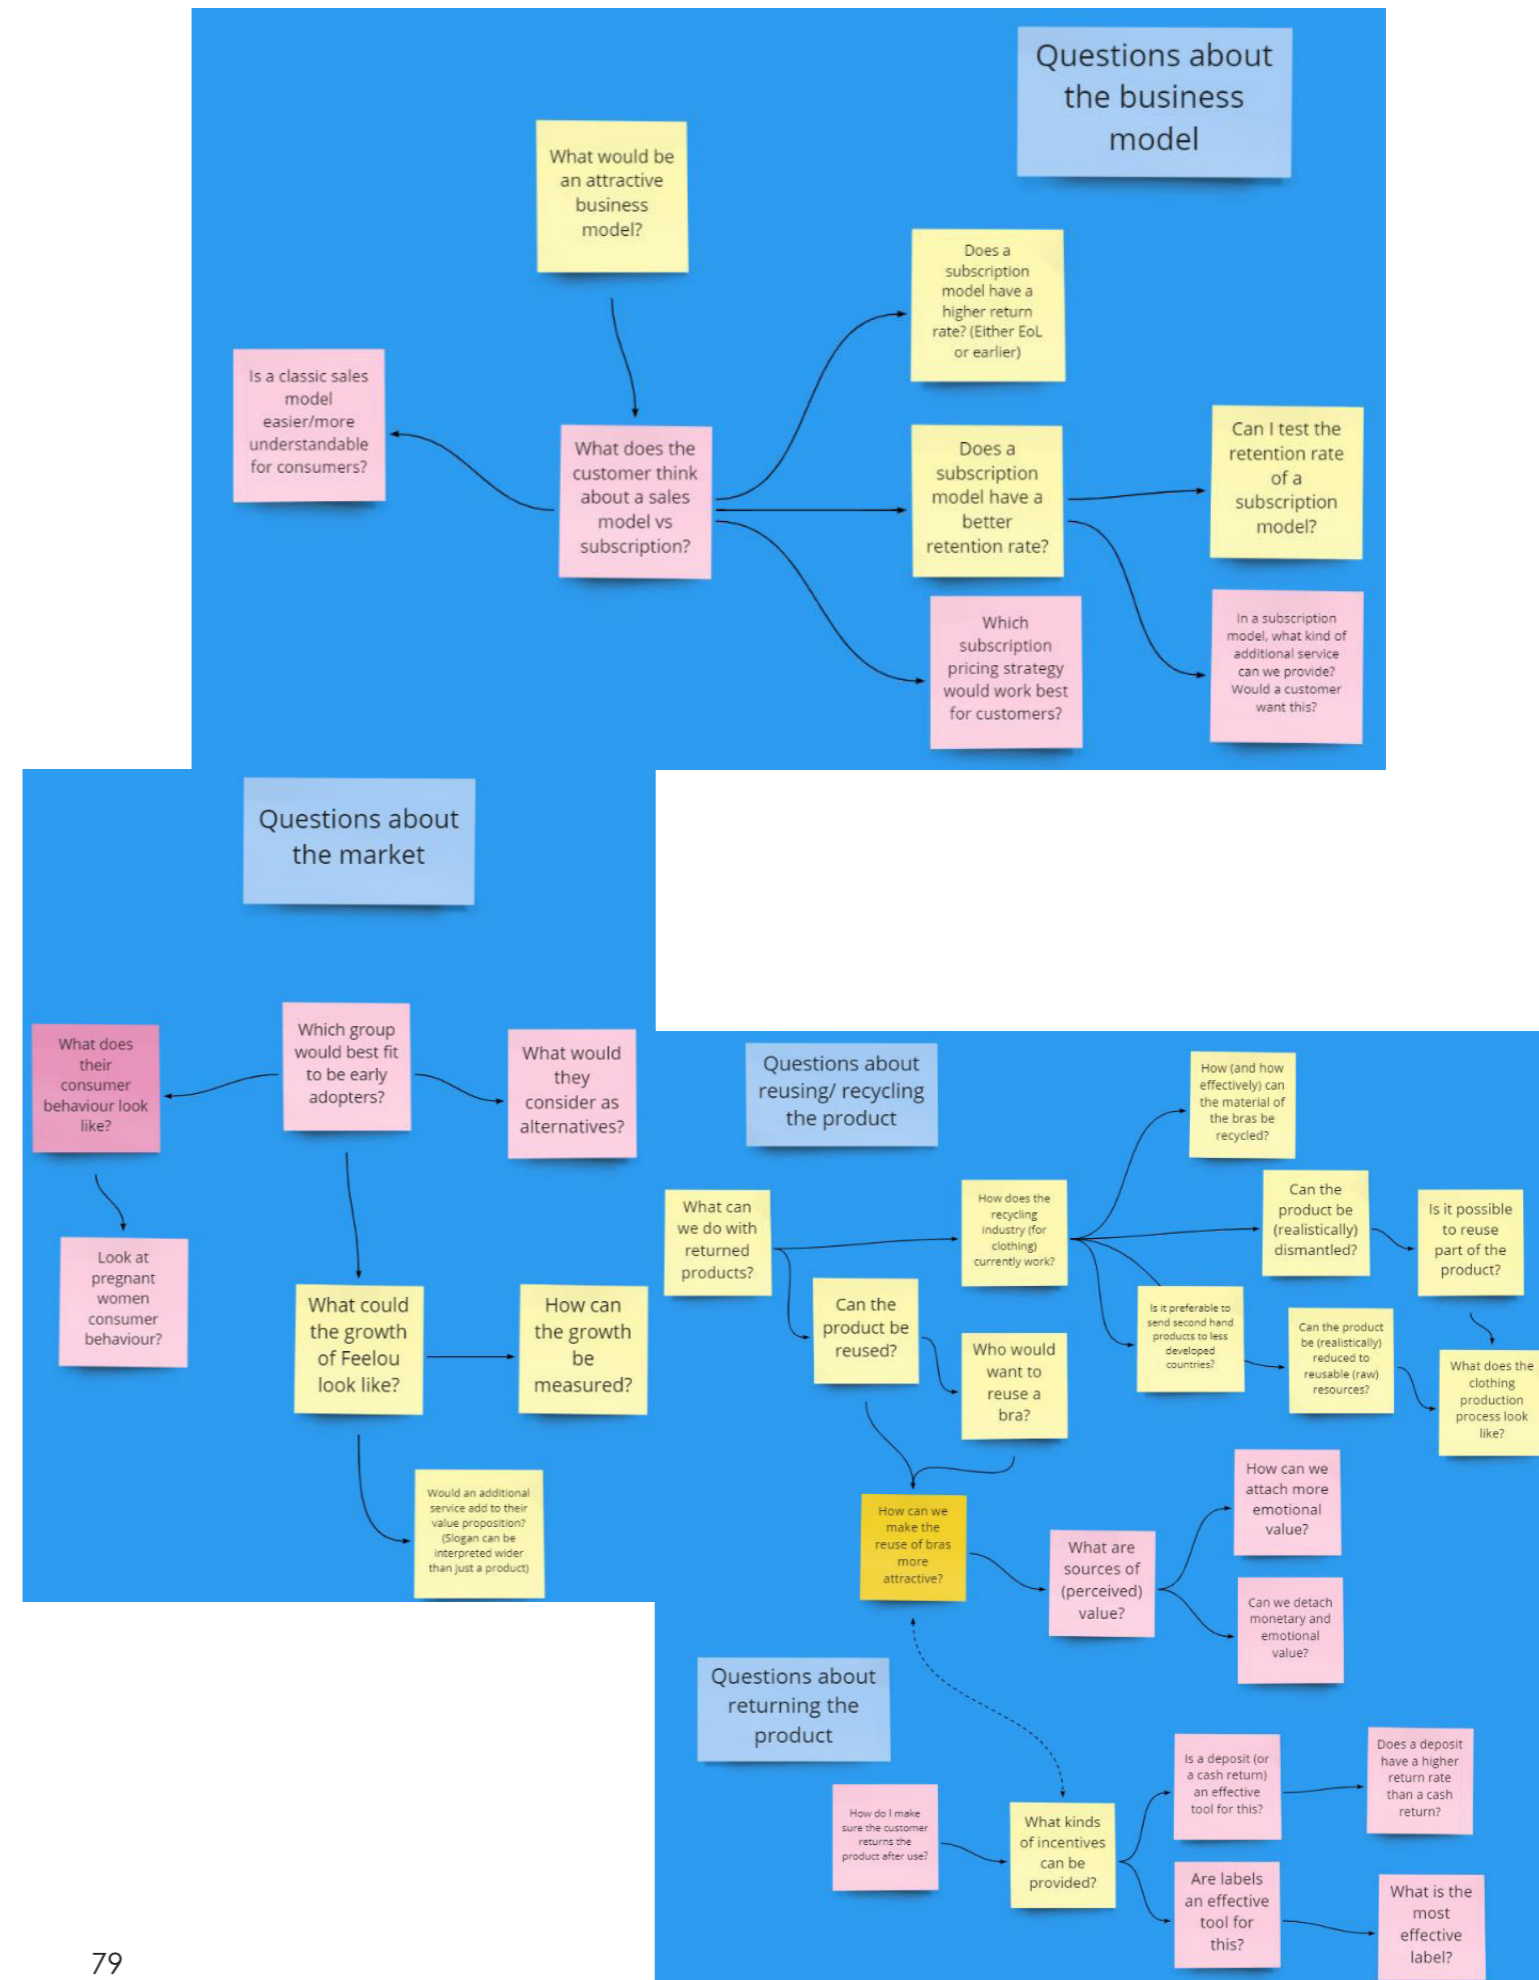 Questions about
the business
model
What would be
an attractive
business
model?
Does a
subscription
model have a
higher return
rate? (Either EoL
or earlier)
Is a classic sales
model
easier/more
understandable
for consumers?
What does the
customer think
about a sales
model vs
subscription?
Does a
subscription
model have a
better
retention rate?
Can I test the
retention rate
of a
subscription
model?
Which
subscription
pricing strategy
would work best
for customers?
In a subscription
model, what kind of
additional service
can we provide?
Would a customer
want this?
Questions about
the market
What does
their
consumer
behaviour look
like?
Which group
would best fit
to be early
adopters?
What would
they
consider as
alternatives?
Look at
pregnant
women
consumer
behaviour?
What could
the growth
of Feelou
look like?
How can
the growth
be
measured?
Would an additional
service add to their
value proposition?
(Slogan can be
interpreted wider
than just a product)
Questions about
reusing/ recycling
the product
How (and how
effectively) can
the material of
the bras be
recycled?
What can
we do with
returned
products?
How does the
recycling
industry (for
clothing)
currently work?
Can the
product be
(realistically)
dismantled?
Is it possible
to reuse
part of the
product?
Can the
product be
reused?
Who would
want to
reuse a
bra?
Is it preferable to
send second hand
products to less
developed
countries?
Can the product
be (realistically)
reduced to
reusable (raw)
resources?
What does the
clothing
production
process look
like?
How can we
make the
reuse of bras
more
attractive?
What are
sources of
(perceived)
value?
How can we
attach more
emotional
value?
Can we detach
monetary and
emotional
value?
Questions about
returning the
product
How do I make
sure the customer
returns the
product after use?
What kinds
of incentives
can be
provided?
Is a deposit (or
a cash return)
an effective
tool for this?
Does a deposit
have a higher
return rate
than a cash
return?
Are labels
an effective
tool for
this?
What is the
most
effective
label?
79